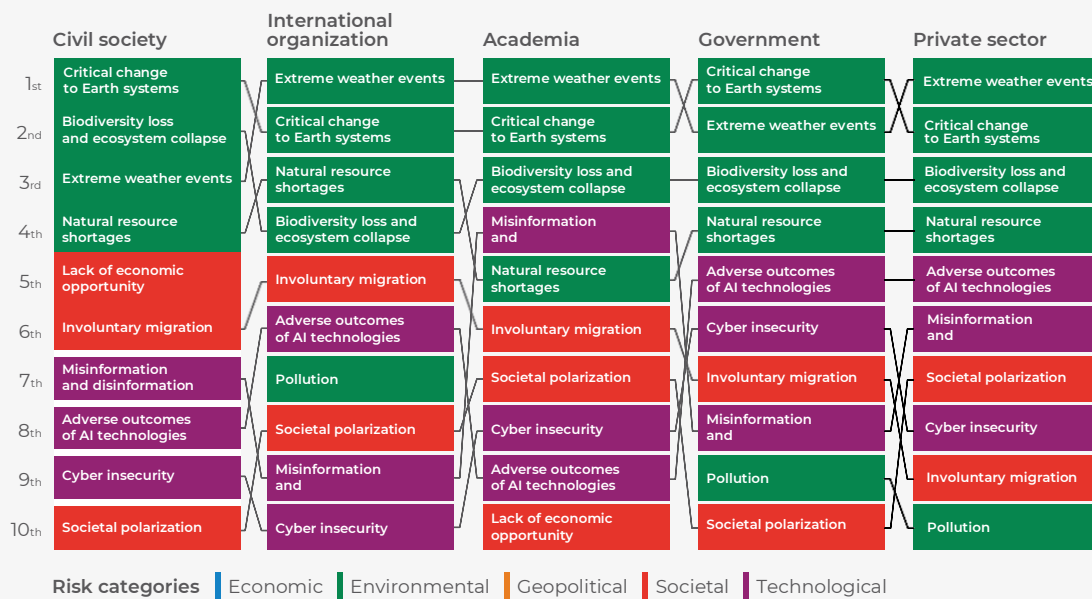 Civil society
International
organization
Academia
Government
Private sector
1st
2nd
3rd
4th
5th
6th
7th
8th
9th
10th
Critical change
to Earth systems
Biodiversity loss
and ecosystem collapse
Extreme weather events
Natural resource
shortages
Lack of economic
opportunity
Involuntary migration
Misinformation
and disinformation
Adverse outcomes
of AI technologies
Cyber insecurity
Societal polarization
Extreme weather events
Critical change
to Earth systems
Natural resource
shortages
Biodiversity loss and
ecosystem collapse
Involuntary migration
Adverse outcomes
of AI technologies
Pollution
Societal polarization
Misinformation
and
Cyber insecurity
Extreme weather events
Critical change
to Earth systems
Biodiversity loss and
ecosystem collapse
Misinformation
and
Natural resource
shortages
Involuntary migration
Societal polarization
Cyber insecurity
Adverse outcomes
of AI technologies
Lack of economic
opportunity
Critical change
to Earth systems
Extreme weather events
Biodiversity loss and
ecosystem collapse
Natural resource
shortages
Adverse outcomes
of AI technologies
Cyber insecurity
Involuntary migration
Misinformation
and
Pollution
Societal polarization
Extreme weather events
Critical change
to Earth systems
Biodiversity loss and
ecosystem collapse
Natural resource
shortages
Adverse outcomes
of AI technologies
Misinformation
and
Societal polarization
Cyber insecurity
Involuntary migration
Pollution
Risk categories
Economic
Environmental
Geopolitical
Societal
Technological